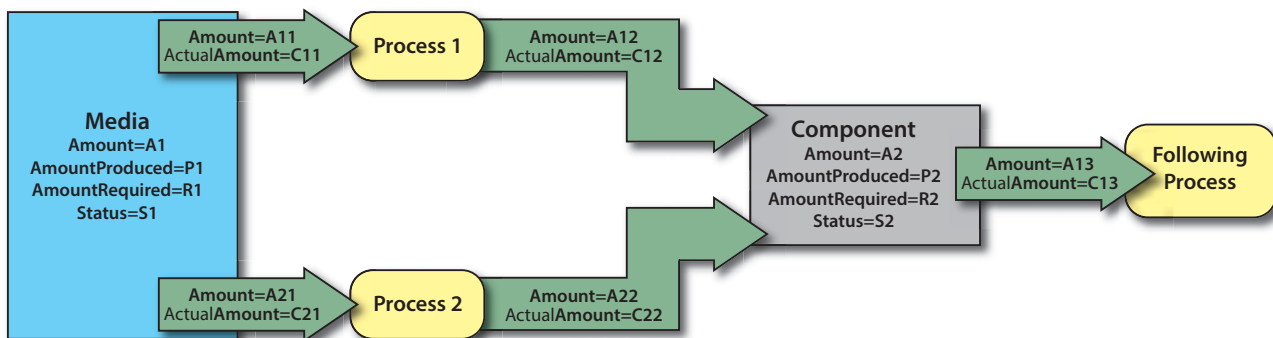 Media
Amount=A1
AmountProduced=P1
AmountRequired=R1
Status=S1
Amount=A11
ActualAmount=C11
Process 1
Amount=A12
ActualAmount=C12
Amount=A21
ActualAmount=C21
Process 2
Amount=A22
ActualAmount=C22
Component
Amount=A2
AmountProduced=P2
AmountRequired=R2
Status=S2
Amount=A13
ActualAmount=C13
Following
Process